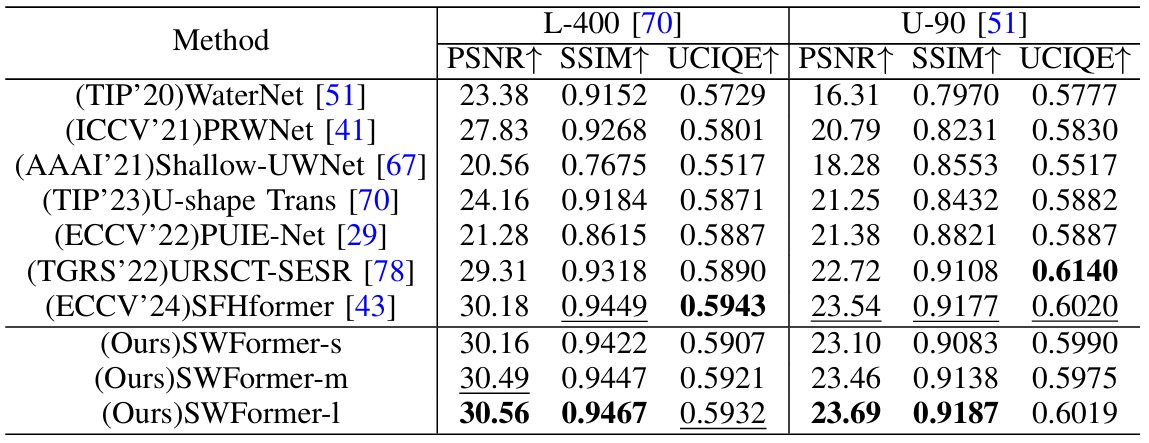 Method L-400 [70] U-90 [51]
PSNR↑ SSIM↑ UCIQE↑ PSNR↑ SSIM↑ UCIQE↑
(TIP'20)WaterNet [51] 23.38 0.9152 0.5729 16.31 0.7970 0.5777
(ICCV'21)PRWNet [41] 27.83 0.9268 0.5801 20.79 0.8231 0.5830
(AAAI'21)Shallow-UWNet [67] 20.56 0.7675 0.5517 18.28 0.8553 0.5517
(TIP'23)U-shape Trans [70] 24.16 0.9184 0.5871 21.25 0.8432 0.5882
(ECCV'22)PUIE-Net [29] 21.28 0.8615 0.5887 21.38 0.8821 0.5887
(TGRS'22)URSCT-SESR [78] 29.31 0.9318 0.5890 22.72 0.9108 0.6140
(ECCV'24)SFHformer [43] 30.18 0.9449 0.5943 23.54 0.9177 0.6020
(Ours)SWFormer-s 30.16 0.9422 0.5907 23.10 0.9083 0.5990
(Ours)SWFormer-m 30.49 0.9447 0.5921 23.46 0.9138 0.5975
(Ours)SWFormer-l 30.56 0.9467 0.5932 23.69 0.9187 0.6019